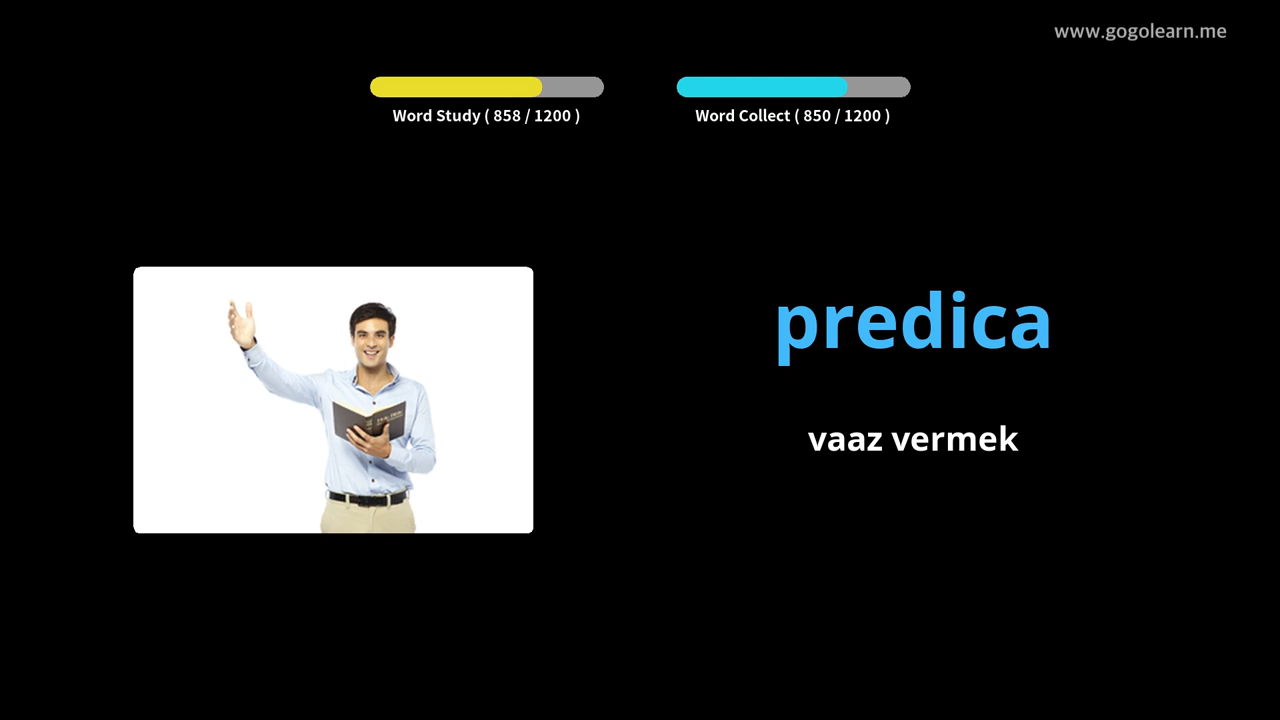 www.gogolearn.me
Word Study ( 858 / 1200 )
Word Collect ( 850 / 1200 )
predica
vaaz vermek